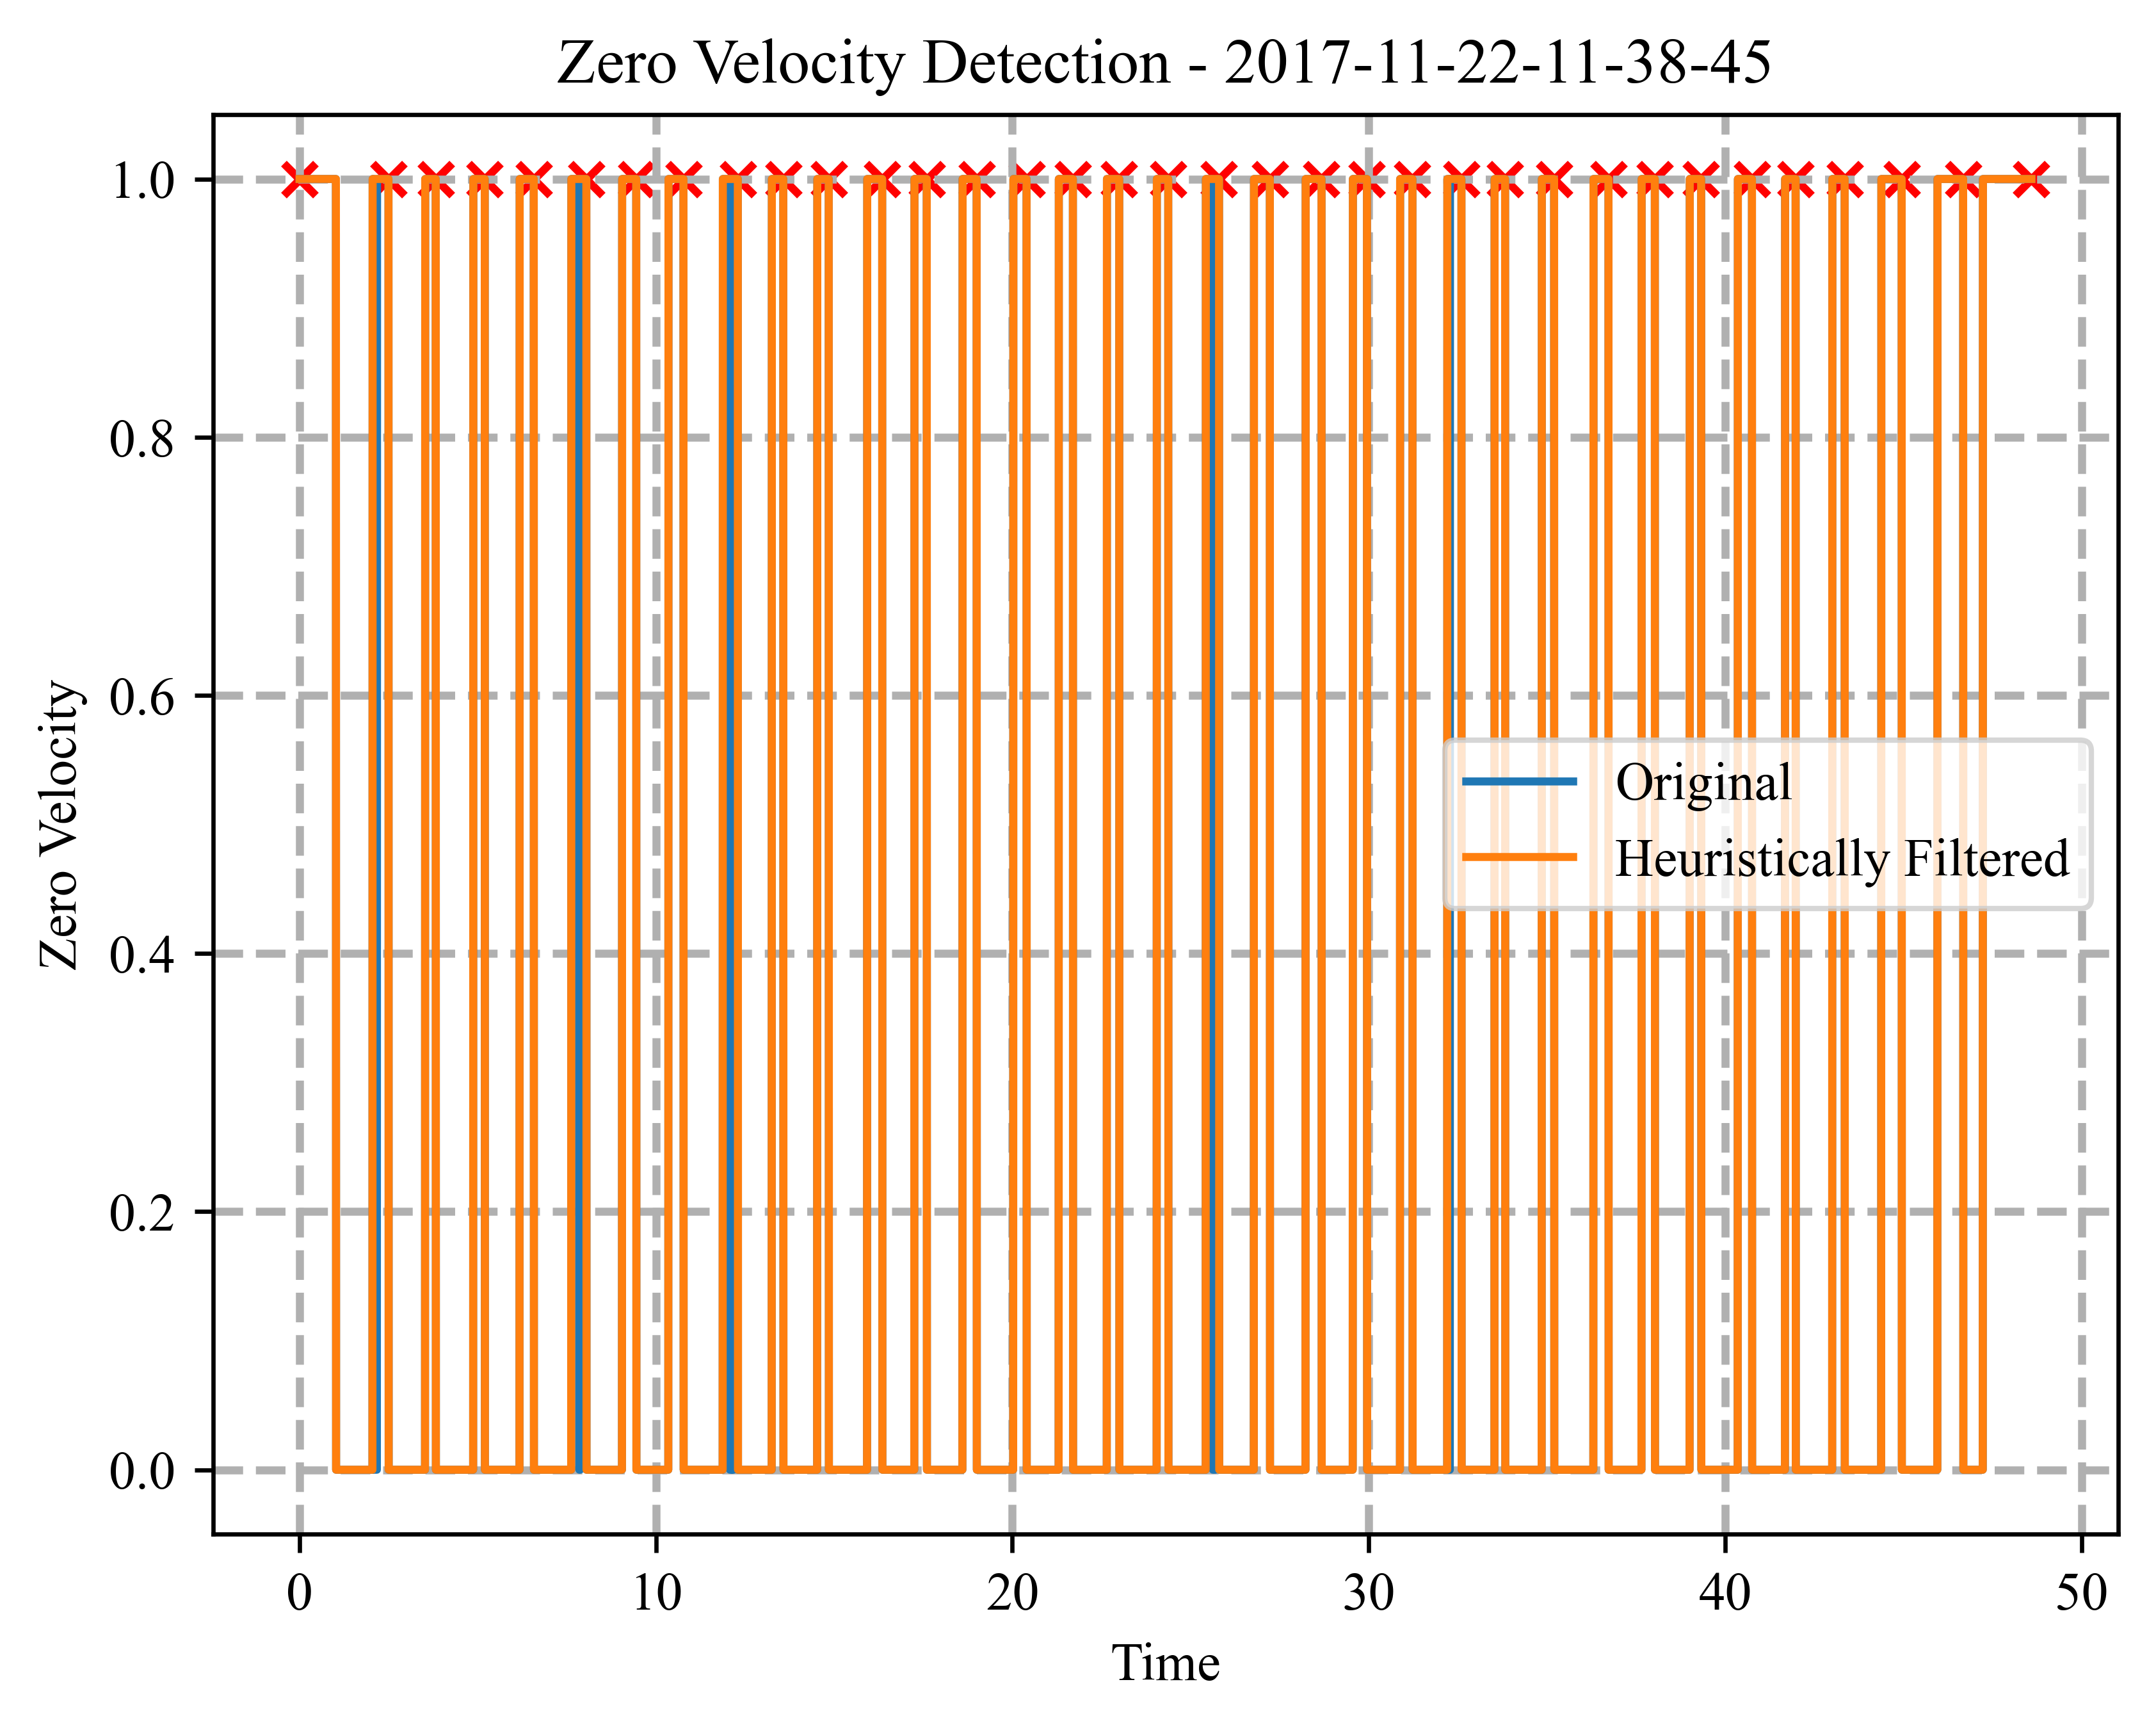 Zero Velocity Detection - 2017-11-22-11-38-45
1.0
0.8
0.6
0.4
0.2
0.0
Zero Velocity
Original
Heuristically Filtered
0 10 20 30 40 50
Time